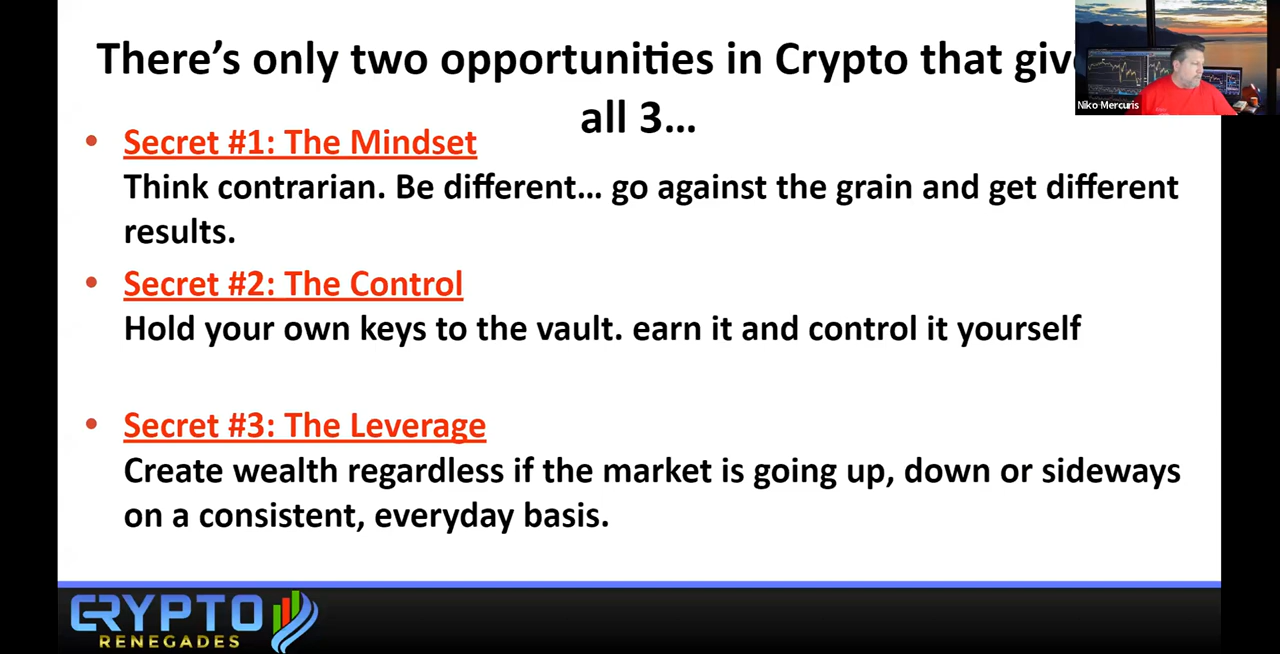 There's only two opportunities in Crypto that give
all 3...
Niko Mercuris
• Secret #1: The Mindset
Think contrarian. Be different... go against the grain and get different
results.
• Secret #2: The Control
Hold your own keys to the vault. earn it and control it yourself
• Secret #3: The Leverage
Create wealth regardless if the market is going up, down or sideways
on a consistent, everyday basis.
CRYPTO
RENEGADES